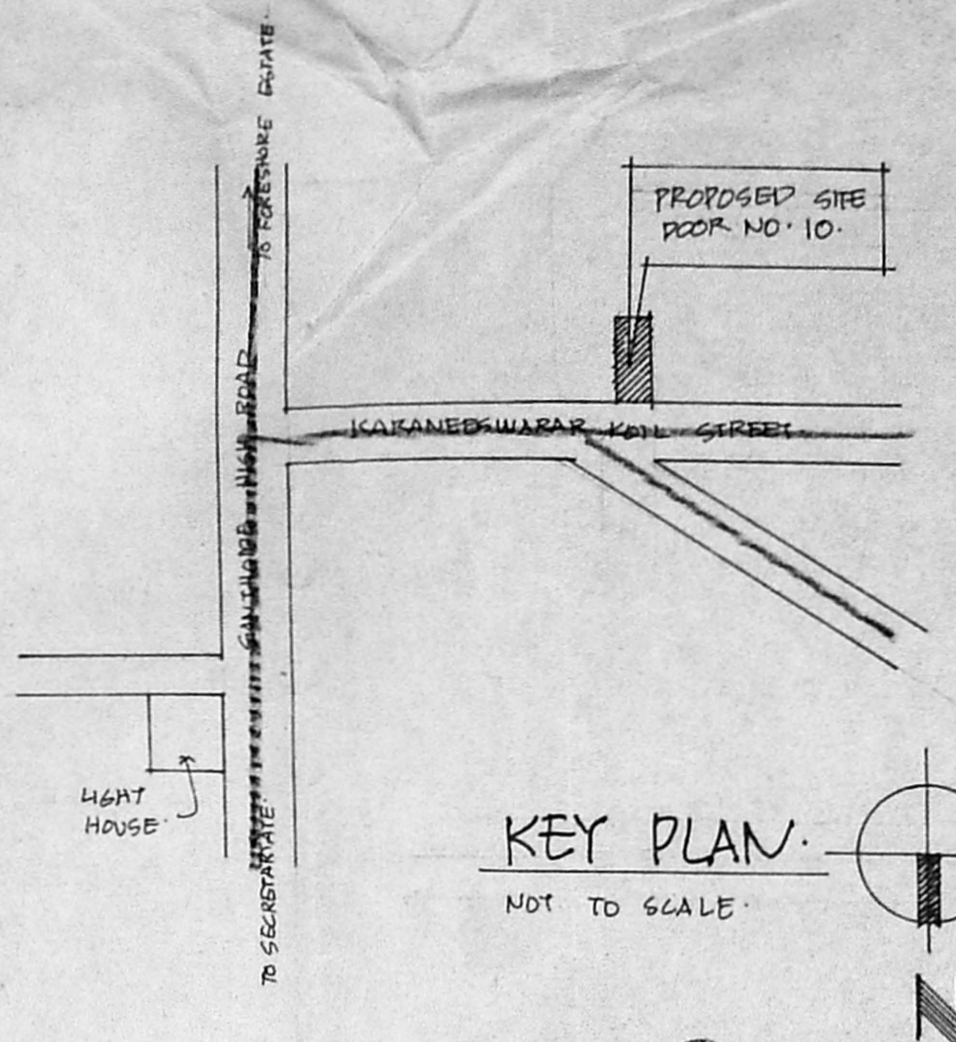 TO FORESHORE ESTATE.
PROPOSED SITE
DOOR NO. 10.
SANTHOME HIGH ROAD
KARANEESWARAR KOIL STREET
LIGHT
HOUSE.
TO SECRETARIATE.
KEY PLAN.
NOT TO SCALE.
N